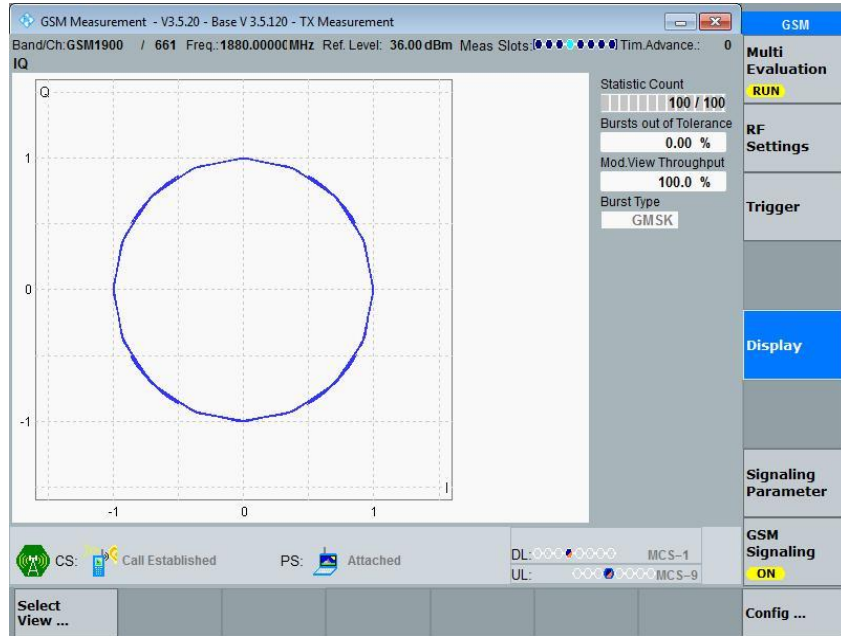 GSM Measurement - V3.5.20 - Base V 3.5.120 - TX Measurement
GSM
Band/Ch:GSM1900 / 661 Freq.:1880.0000(MHz Ref. Level: 36.00 dBm Meas Slots: Tim.Advance.: 0
IQ
Multi
Evaluation
RUN
Q
Statistic Count
100 / 100
Bursts out of Tolerance
0.00 %
Mod.View Throughput
100.0 %
Burst Type
GMSK
RF
Settings
Trigger
1
0
-1
I
-1 0 1
Display
Signaling
Parameter
CS: Call Established PS: Attached
DL: MCS-1
UL: MCS-9
GSM
Signaling
ON
Select
View ...
Config ...